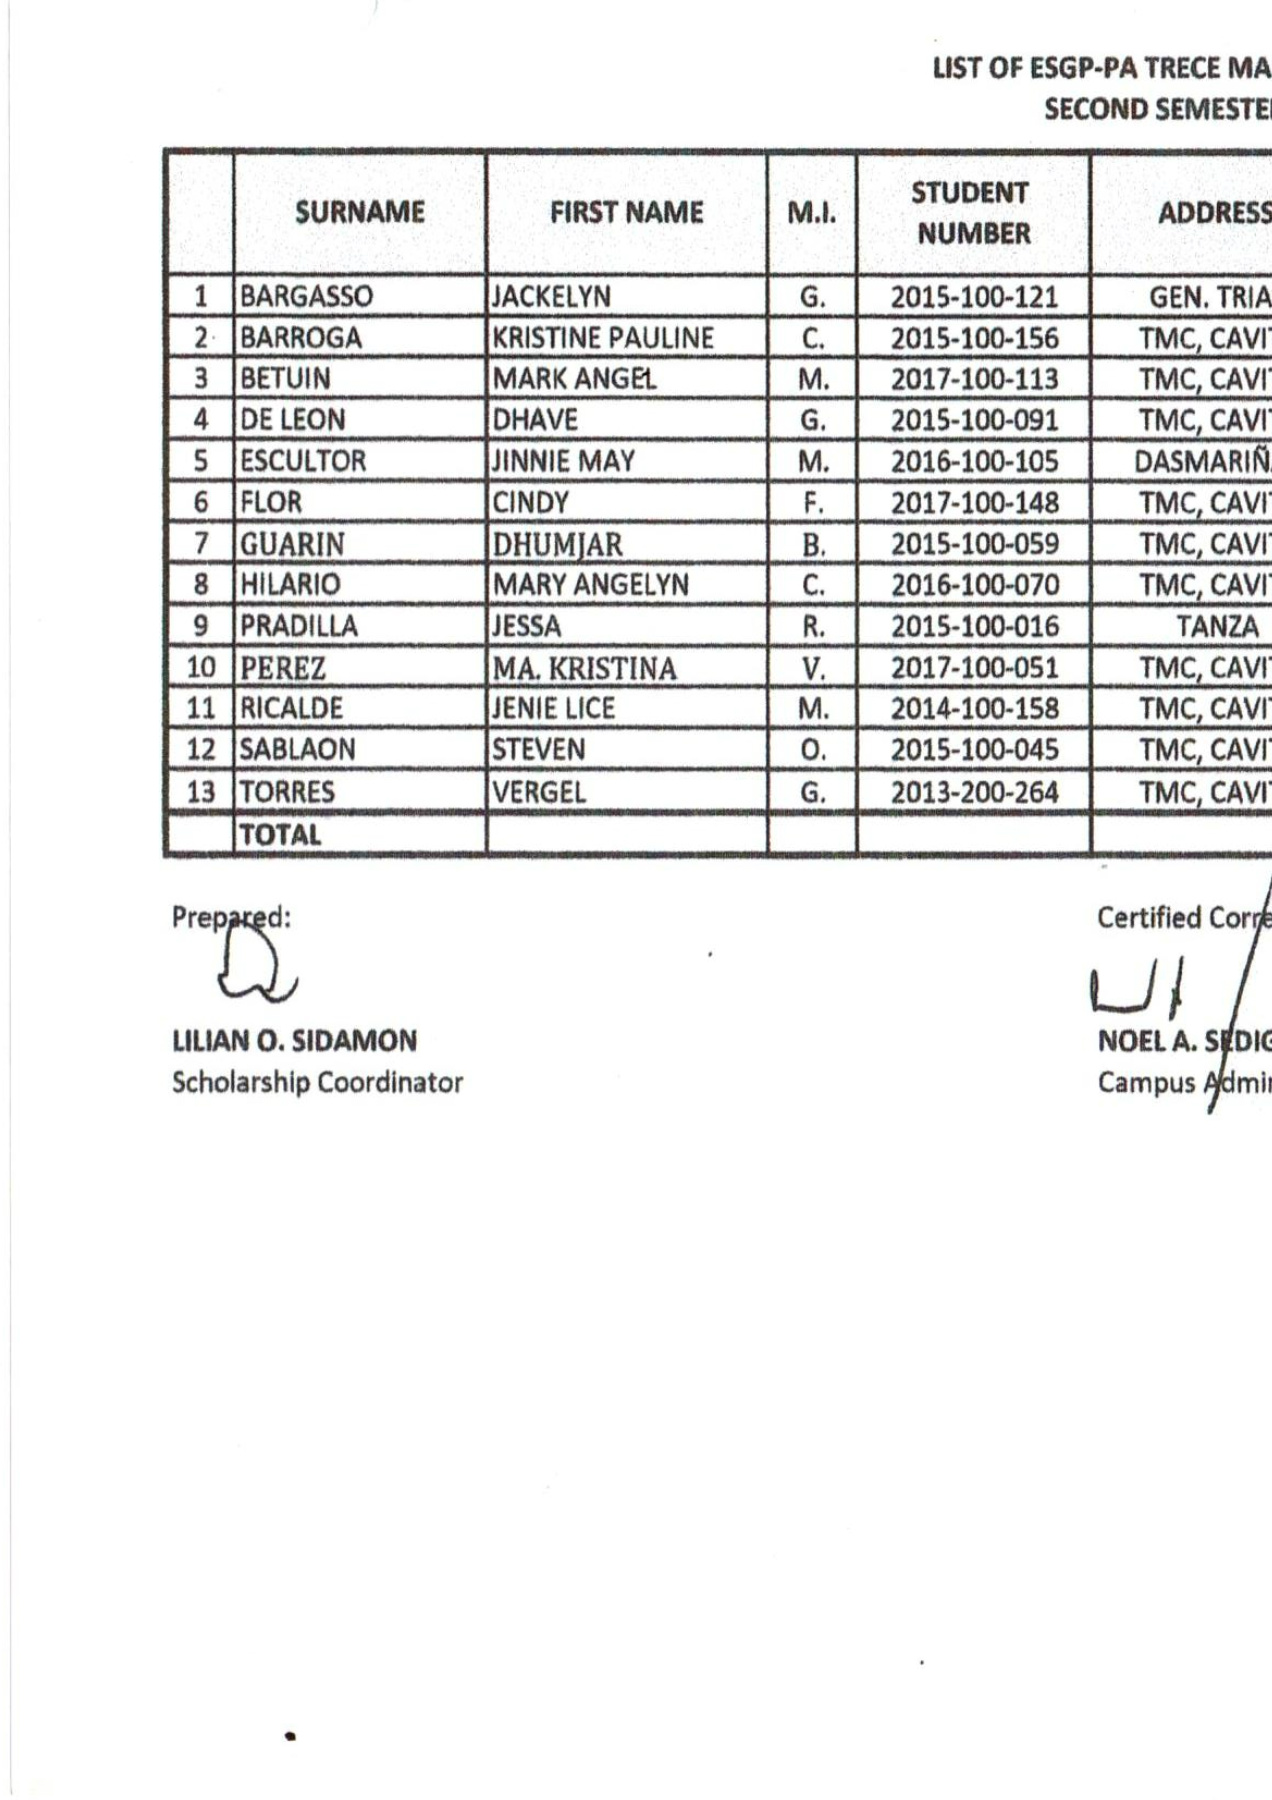 LIST OF ESGP-PA TRECE MA
SECOND SEMESTE
SURNAME FIRST NAME M.I. STUDENT NUMBER ADDRESS
1 BARGASSO JACKELYN G. 2015-100-121 GEN. TRIA
2 BARROGA KRISTINE PAULINE C. 2015-100-156 TMC, CAVI
3 BETUIN MARK ANGEL M. 2017-100-113 TMC, CAVI
4 DE LEON DHAVE G. 2015-100-091 TMC, CAVI
5 ESCULTOR JINNIE MAY M. 2016-100-105 DASMARIÑ
6 FLOR CINDY F. 2017-100-148 TMC, CAVI
7 GUARIN DHUMJAR B. 2015-100-059 TMC, CAVI
8 HILARIO MARY ANGELYN C. 2016-100-070 TMC, CAVI
9 PRADILLA JESSA R. 2015-100-016 TANZA
10 PEREZ MA. KRISTINA V. 2017-100-051 TMC, CAVI
11 RICALDE JENIE LICE M. 2014-100-158 TMC, CAVI
12 SABLAON STEVEN O. 2015-100-045 TMC, CAVI
13 TORRES VERGEL G. 2013-200-264 TMC, CAVI
TOTAL
Prepared: Certified Corre
LILIAN O. SIDAMON NOEL A. SEDIG
Scholarship Coordinator Campus Admin